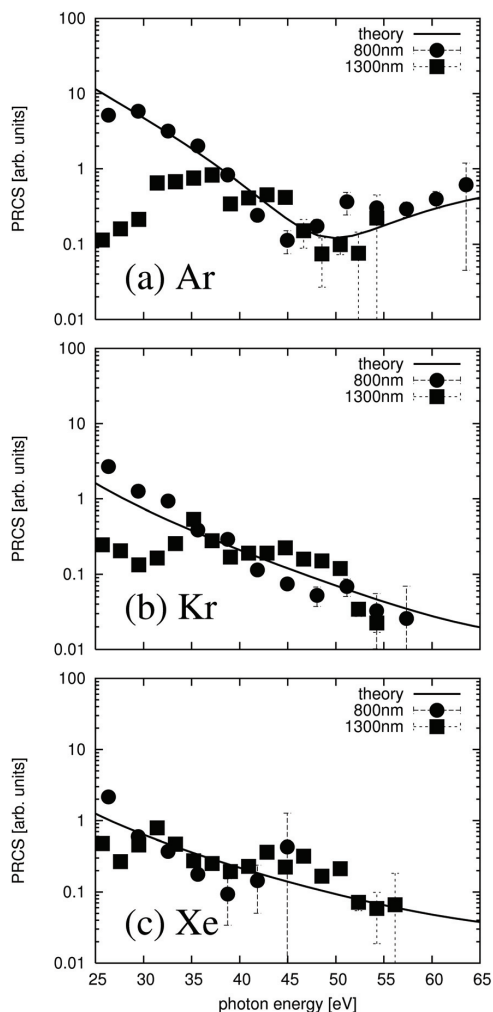 100
10
1
0.1
0.01
PRCS [arb. units]
theory
800nm
1300nm
(a) Ar
100
10
1
0.1
0.01
PRCS [arb. units]
theory
800nm
1300nm
(b) Kr
100
10
1
0.1
0.01
PRCS [arb. units]
theory
800nm
1300nm
(c) Xe
25 30 35 40 45 50 55 60 65
photon energy [eV]